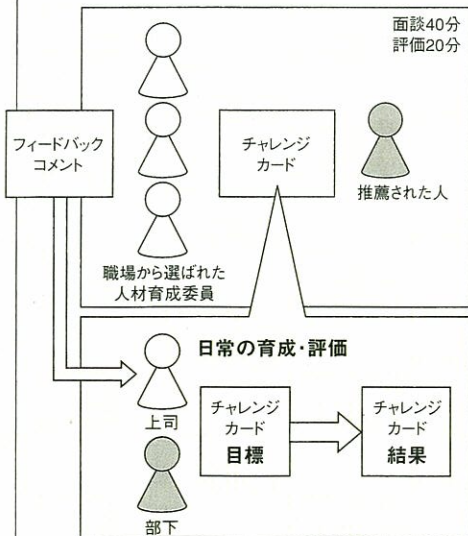 面談40分
評価20分
フィードバック
コメント
チャレンジ
カード
推薦された人
職場から選ばれた
人材育成委員
日常の育成・評価
上司
チャレンジ
カード
目標
チャレンジ
カード
結果
部下